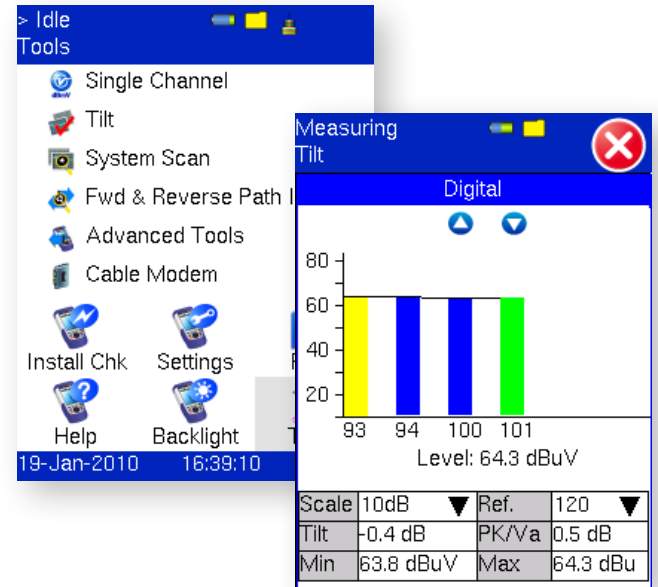 > Idle
Tools
Single Channel
Tilt
System Scan
Fwd & Reverse Path
Advanced Tools
Cable Modem
Install Chk Settings
Help Backlight
19-Jan-2010 16:39:10
Measuring
Tilt
Digital
80
60
40
20
93 94 100 101
Level: 64.3 dBuV
Scale 10dB Ref. 120
Tilt -0.4 dB PK/Va 0.5 dB
Min 63.8 dBuV Max 64.3 dBu